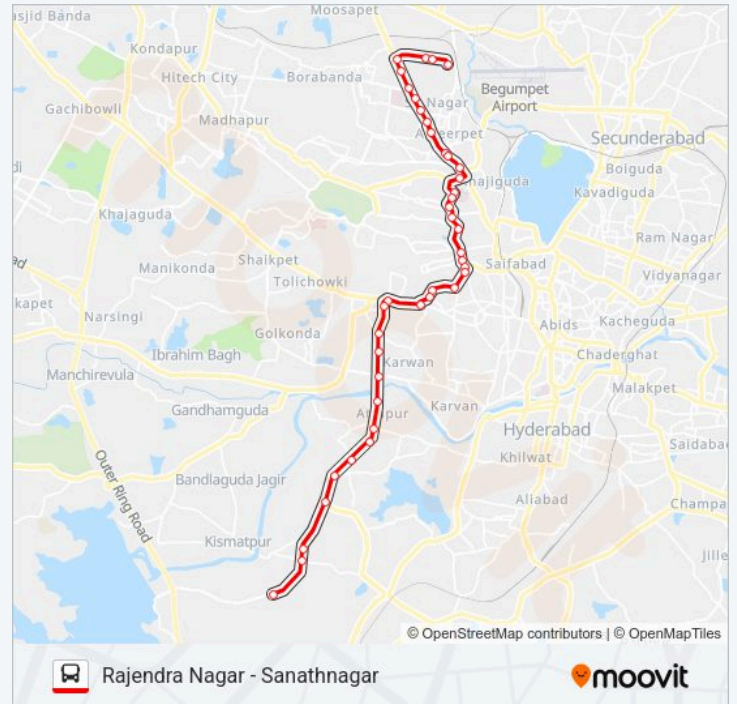 Moosapet
asjid Banda
Kondapur
Hitech City
Borabanda
Begumpet
Airport
Nagar
Gachibowli
Madhapur
Secunderabad
Boiguda
Kavadiguda
Khajaguda
Ram Nagar
Shaikpet
Saifabad
Manikonda
Tolichowki
Vidyanagar
kapet
Narsingi
Golkonda
Abids
Kacheguda
Ibrahim Bagh
Chaderghat
Karwan
Manchirevula
Malakpet
Gandhamguda
Karvan
Hyderabad
Saidabad
Khilwat
Outer Ring Road
Bandlaguda Jagir
Aliabad
Champa
Kismatpur
Jille
© OpenStreetMap contributors | © OpenMapTiles
Rajendra Nagar - Sanathnagar
moovit